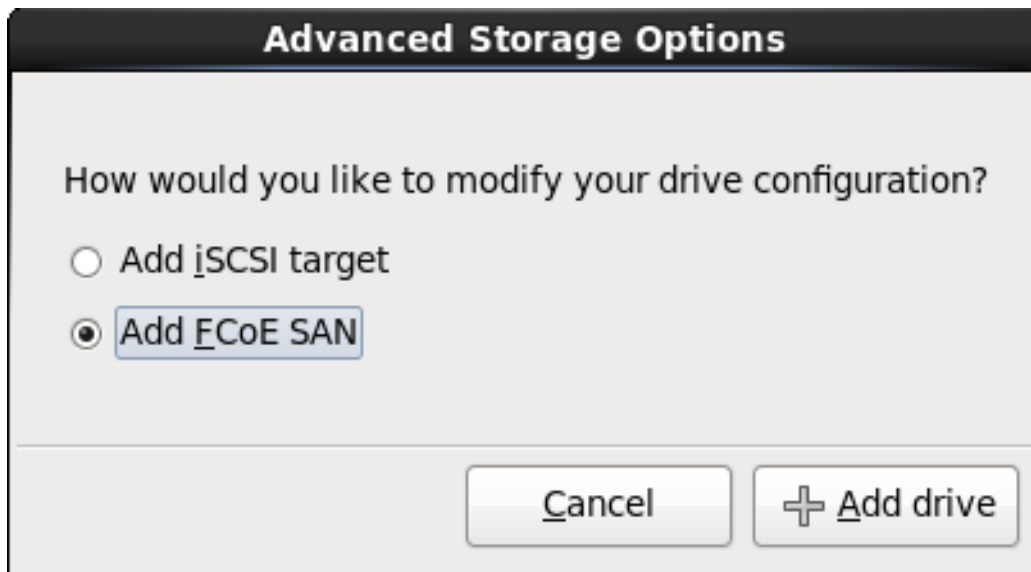 Advanced Storage Options
How would you like to modify your drive configuration?
Add iSCSI target
Add FCoE SAN
Cancel
Add drive